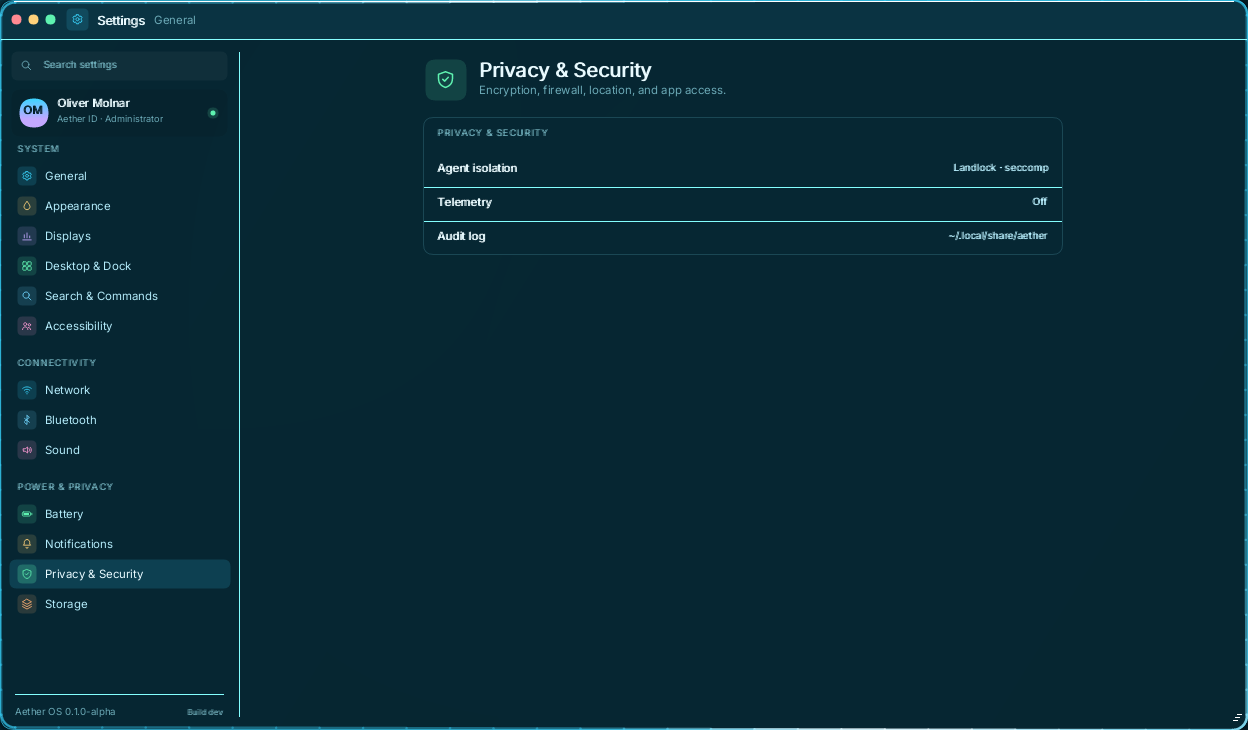 Settings General
Search settings
OM
Oliver Molnar
Aether ID · Administrator
SYSTEM
General
Appearance
Displays
Desktop & Dock
Search & Commands
Accessibility
CONNECTIVITY
Network
Bluetooth
Sound
POWER & PRIVACY
Battery
Notifications
Privacy & Security
Storage
Aether OS 0.1.0-alpha
Build dev
Privacy & Security
Encryption, firewall, location, and app access.
PRIVACY & SECURITY
Agent isolation Landlock · seccomp
Telemetry Off
Audit log ~/.local/share/aether